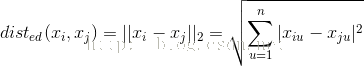 dist_{ed}(x_i, x_j) = ||x_i - x_j||_2 = \sqrt{\sum_{u=1}^{n} |x_{iu} - x_{ju}|^2}